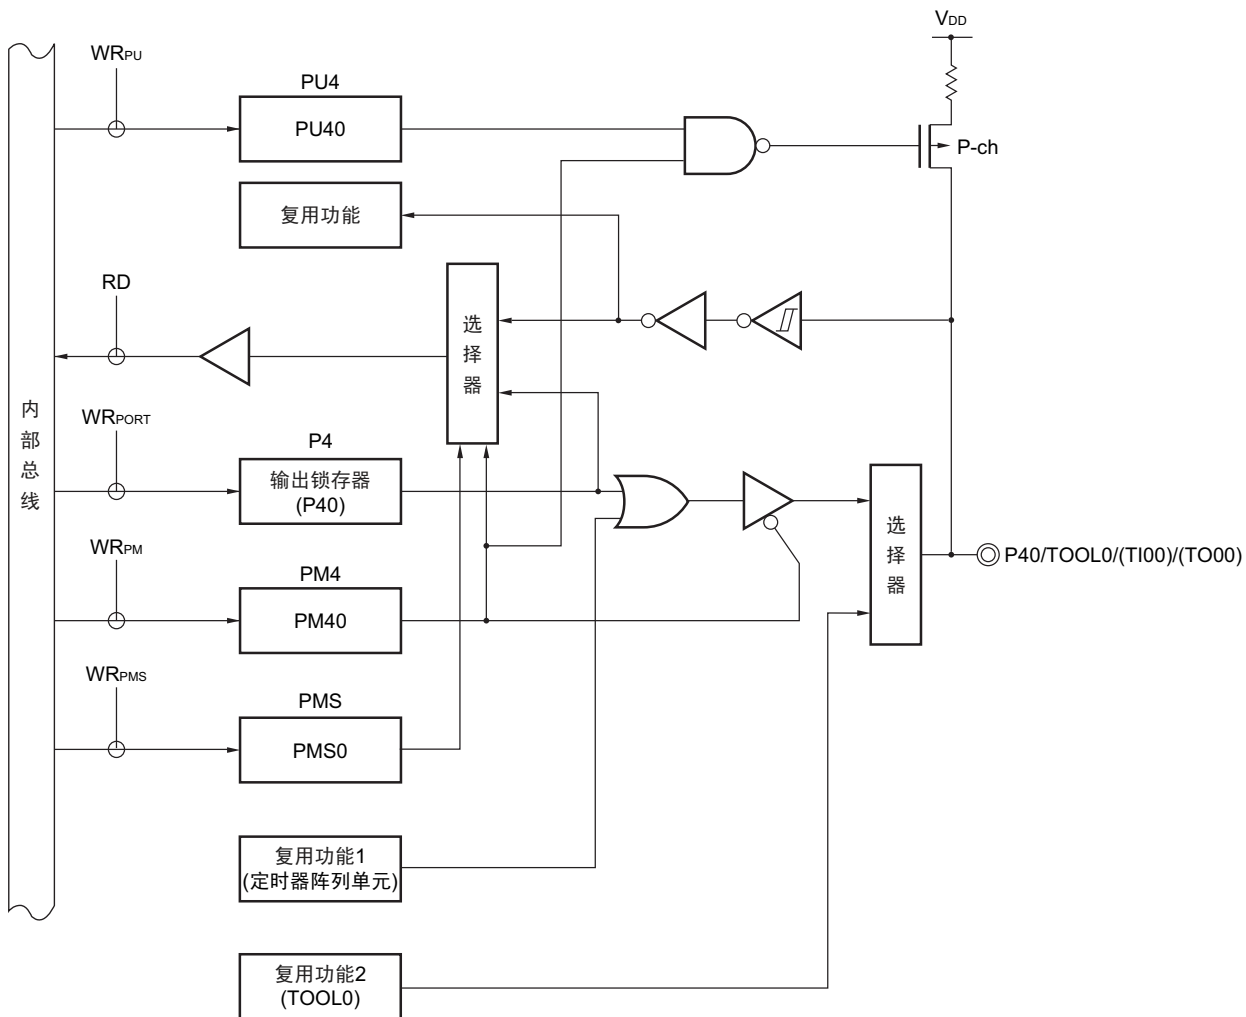 VDD
WRPU
PU4
PU40
P-ch
复用功能
RD
选择器
内部总线
WRPORT
P4
输出锁存器
(P40)
选择器
WRPM
P40/TOOL0/(TI00)/(TO00)
PM4
PM40
WRPMS
PMS
PMS0
复用功能1
(定时器阵列单元)
复用功能2
(TOOL0)